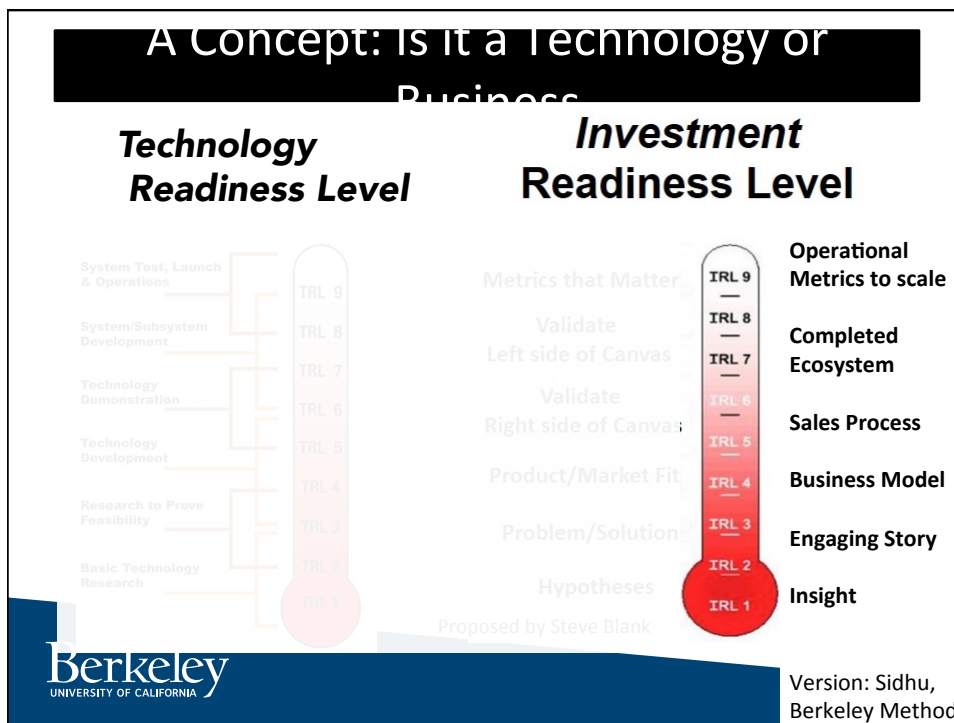 A Concept: Is it a Technology or
Business
Technology
Readiness Level
Investment
Readiness Level
System Test, Launch
& Operations
System/Subsystem
Development
Technology
Demonstration
Technology
Development
Research to Prove
Feasibility
Basic Technology
Research
TRL 9
TRL 8
TRL 7
TRL 6
TRL 5
TRL 4
TRL 3
TRL 2
TRL 1
Metrics that Matter
Validate
Left side of Canvas
Validate
Right side of Canvas
Product/Market Fit
Problem/Solution
Hypotheses
Proposed by Steve Blank
IRL 9
IRL 8
IRL 7
IRL 6
IRL 5
IRL 4
IRL 3
IRL 2
IRL 1
Operational
Metrics to scale
Completed
Ecosystem
Sales Process
Business Model
Engaging Story
Insight
Berkeley
UNIVERSITY OF CALIFORNIA
Version: Sidhu,
Berkeley Method